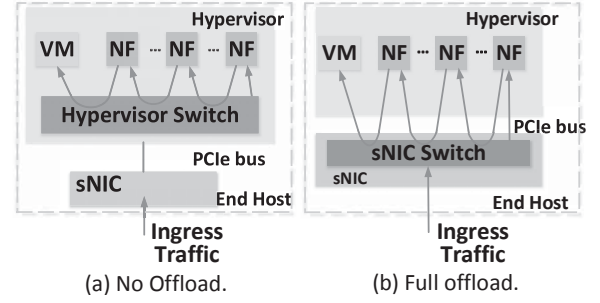 Hypervisor
VM NF ... NF ... NF
Hypervisor Switch
PCIe bus
sNIC
End Host
Ingress
Traffic
(a) No Offload.
Hypervisor
VM NF ... NF ... NF
PCIe bus
sNIC Switch
sNIC
End Host
Ingress
Traffic
(b) Full offload.